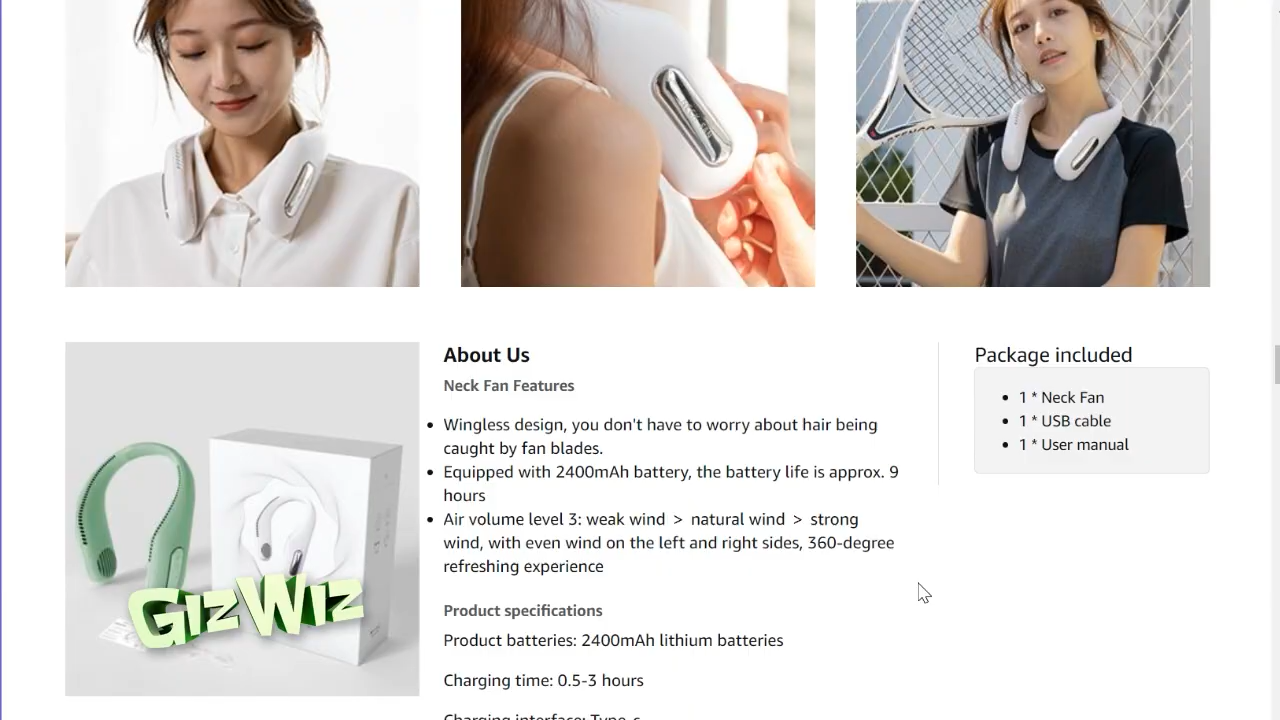 About Us
Neck Fan Features
Wingless design, you don't have to worry about hair being
caught by fan blades.
Equipped with 2400mAh battery, the battery life is approx. 9
hours
Air volume level 3: weak wind > natural wind > strong
wind, with even wind on the left and right sides, 360-degree
refreshing experience
Product specifications
Product batteries: 2400mAh lithium batteries
Charging time: 0.5-3 hours
Charging interface: Type-c
Package included
1 * Neck Fan
1 * USB cable
1 * User manual
GIZWIZ